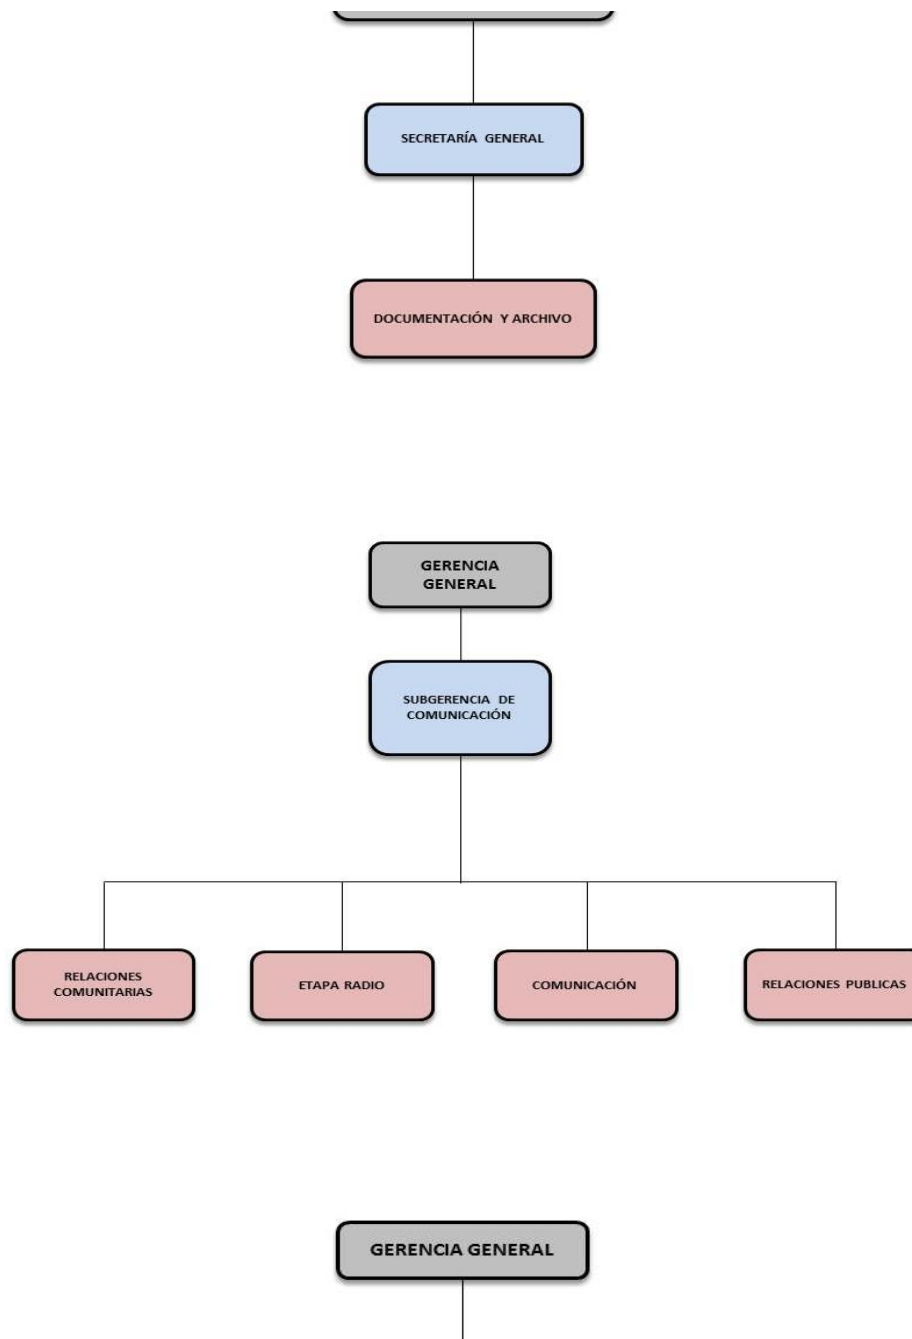 SECRETARÍA GENERAL
DOCUMENTACIÓN Y ARCHIVO
GERENCIA
GENERAL
SUBGERENCIA DE
COMUNICACIÓN
RELACIONES
COMUNITARIAS
ETAPA RADIO
COMUNICACIÓN
RELACIONES PUBLICAS
GERENCIA GENERAL